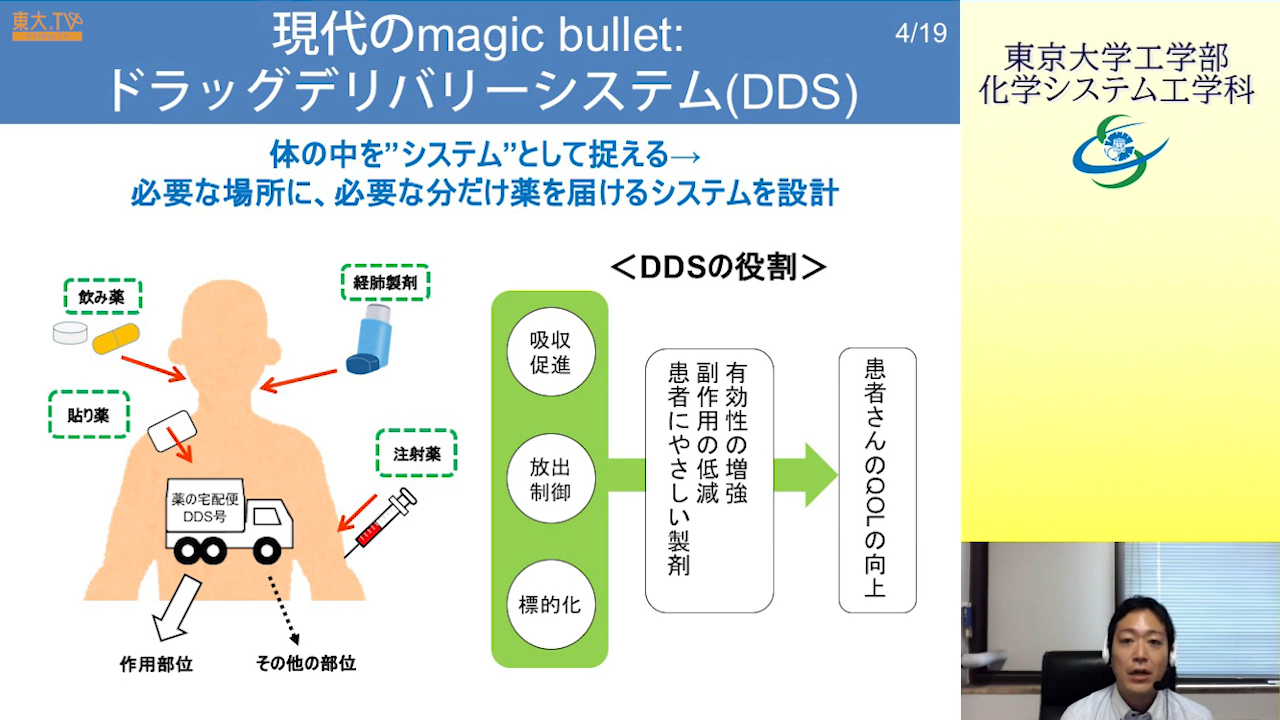 東大.TV
現代のmagic bullet:
ドラッグデリバリーシステム(DDS)
4/19
東京大学工学部
化学システム工学科
体の中を”システム”として捉える→
必要な場所に、必要な分だけ薬を届けるシステムを設計
飲み薬
経肺製剤
貼り薬
注射薬
薬の宅配便
DDS号
作用部位
その他の部位
＜DDSの役割＞
吸収
促進
放出
制御
標的化
有効性の増強
副作用の低減
患者にやさしい製剤
患者さんのQOLの向上